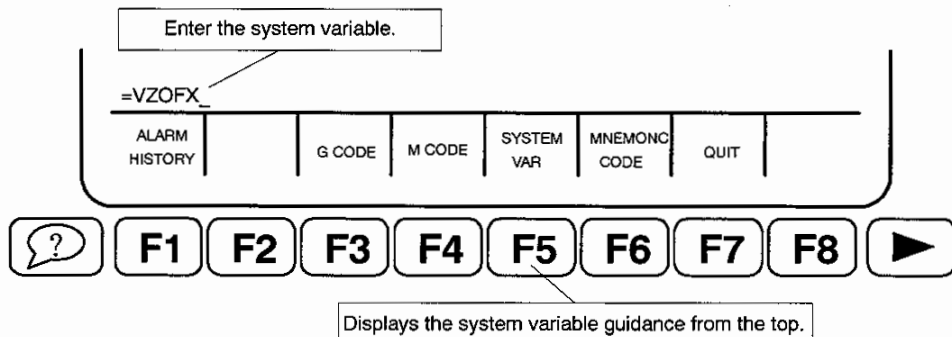 Enter the system variable.
=VZOFX_
ALARM HISTORY
G CODE
M CODE
SYSTEM VAR
MNEMONC CODE
QUIT
?
F1
F2
F3
F4
F5
F6
F7
F8
Displays the system variable guidance from the top.